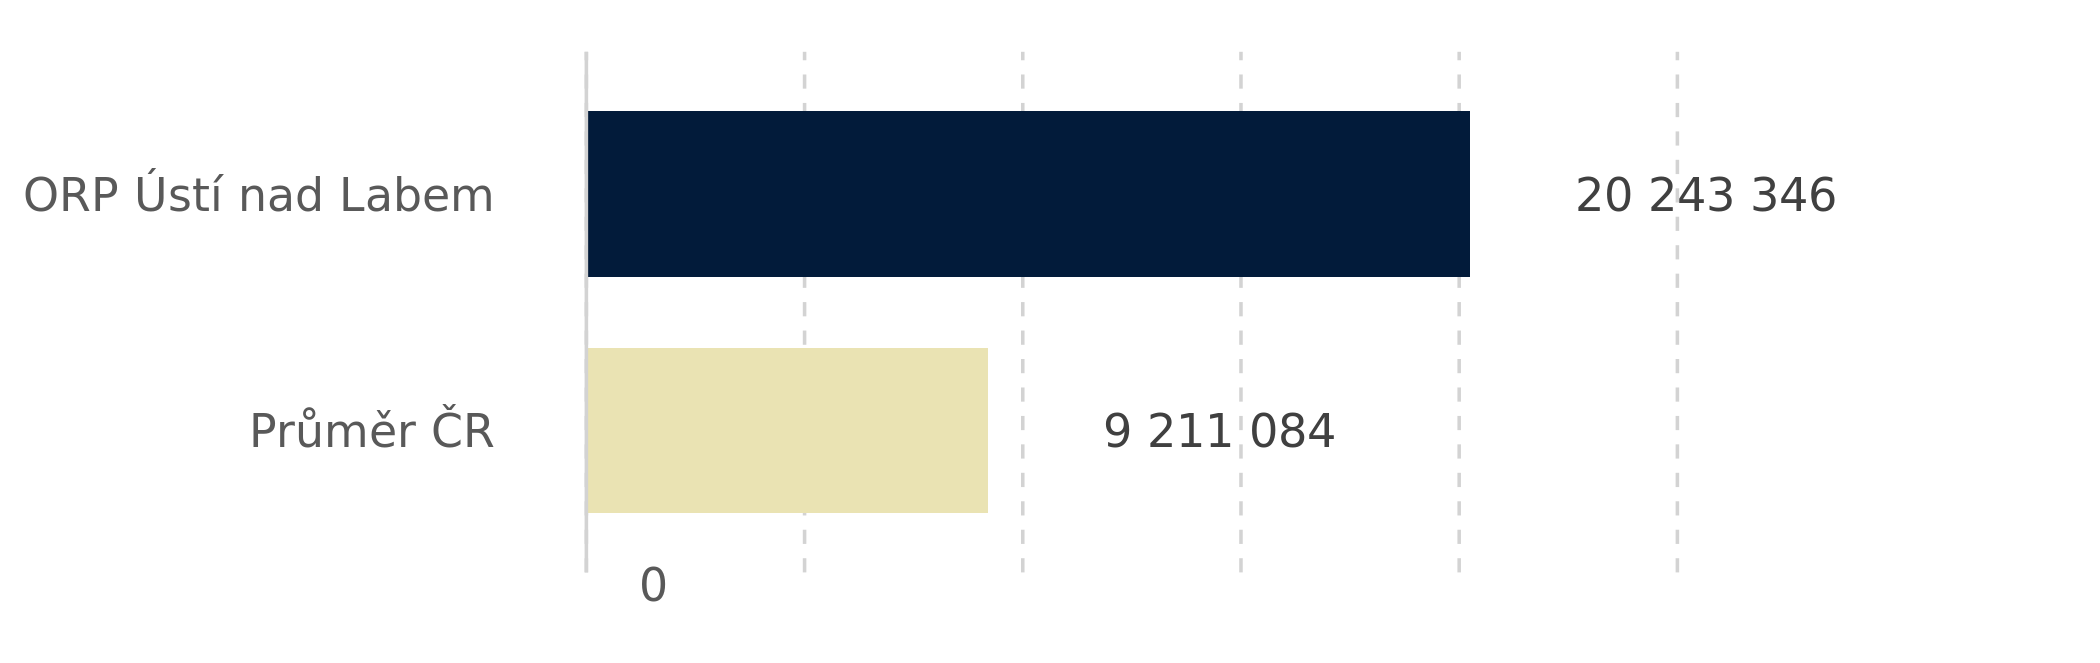 ORP Ústí nad Labem 20 243 346
Průměr ČR 9 211 084
0